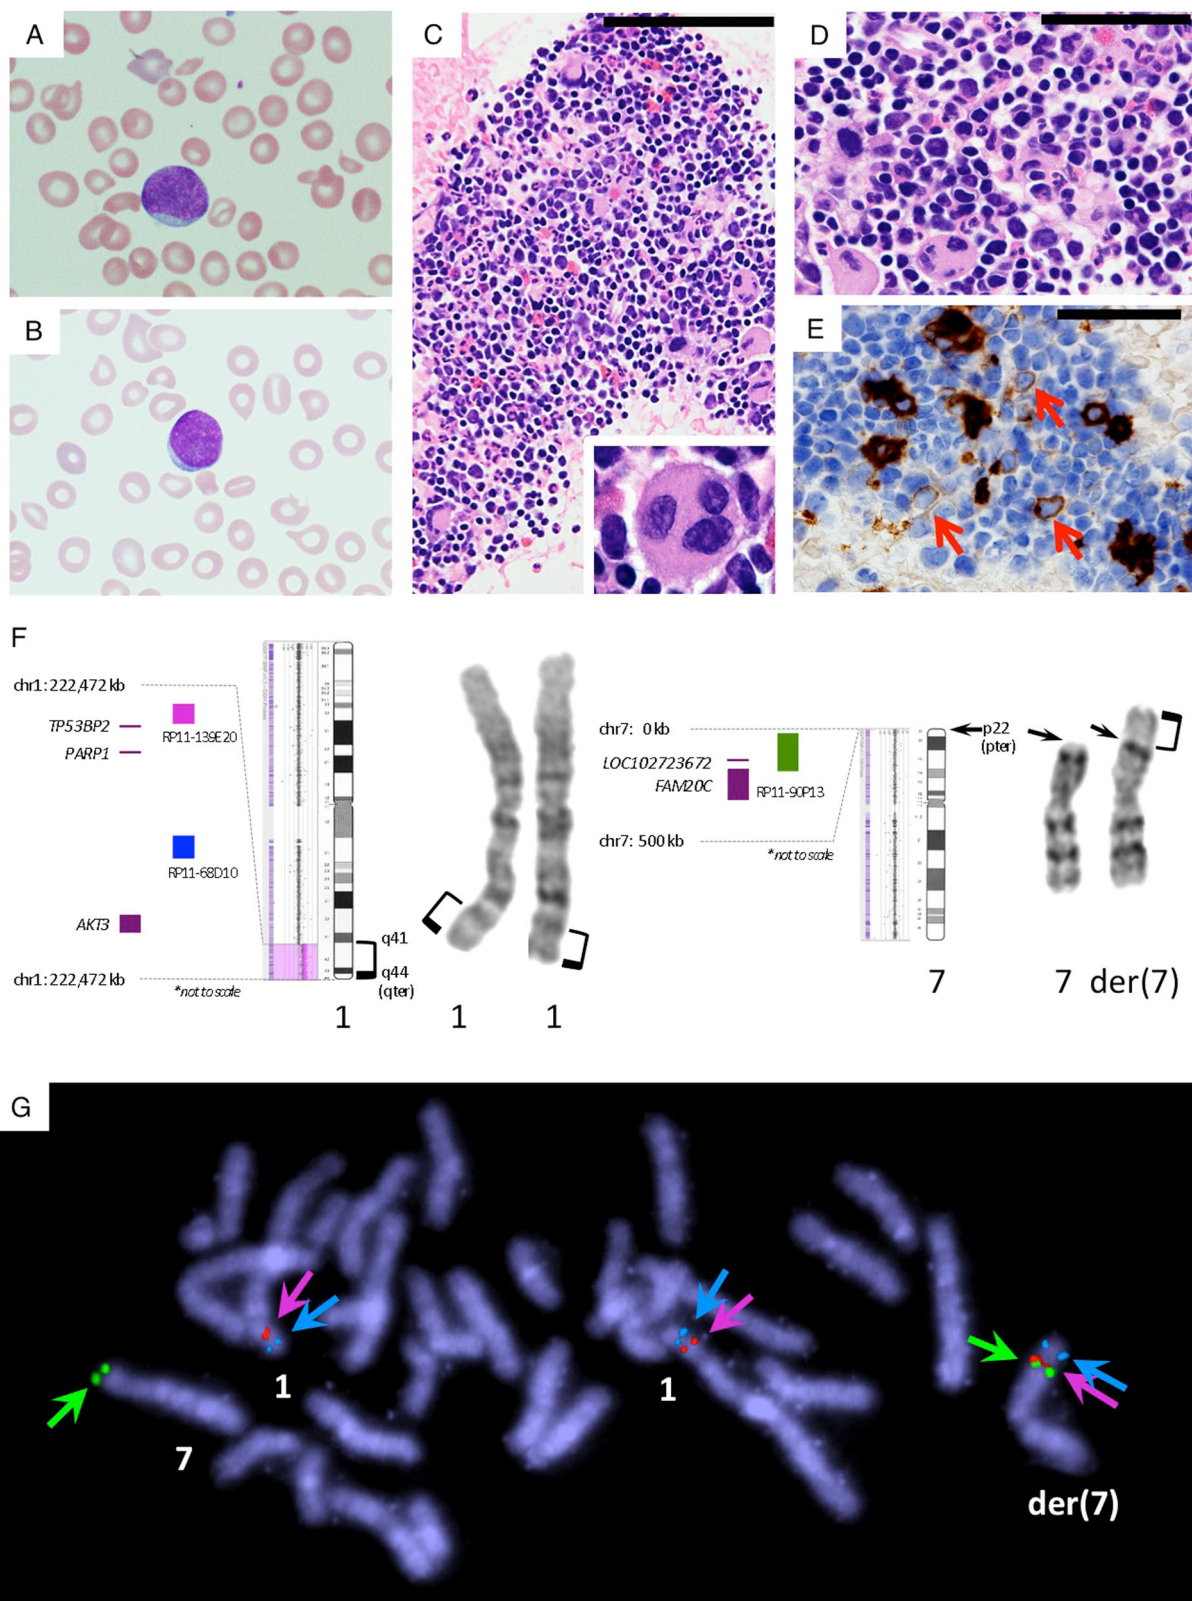 A
B
C
D
E
F
chr1: 222,472 kb
TP53BP2
RP11-139E20
PARP1
RP11-68D10
AKT3
chr1: 222,472 kb
*not to scale
q41
q44
(qter)
1
1
1
chr7: 0 kb
LOC102723672
FAM20C
RP11-90P13
chr7: 500 kb
*not to scale
p22
(pter)
7
7
der(7)
G
1
1
7
der(7)